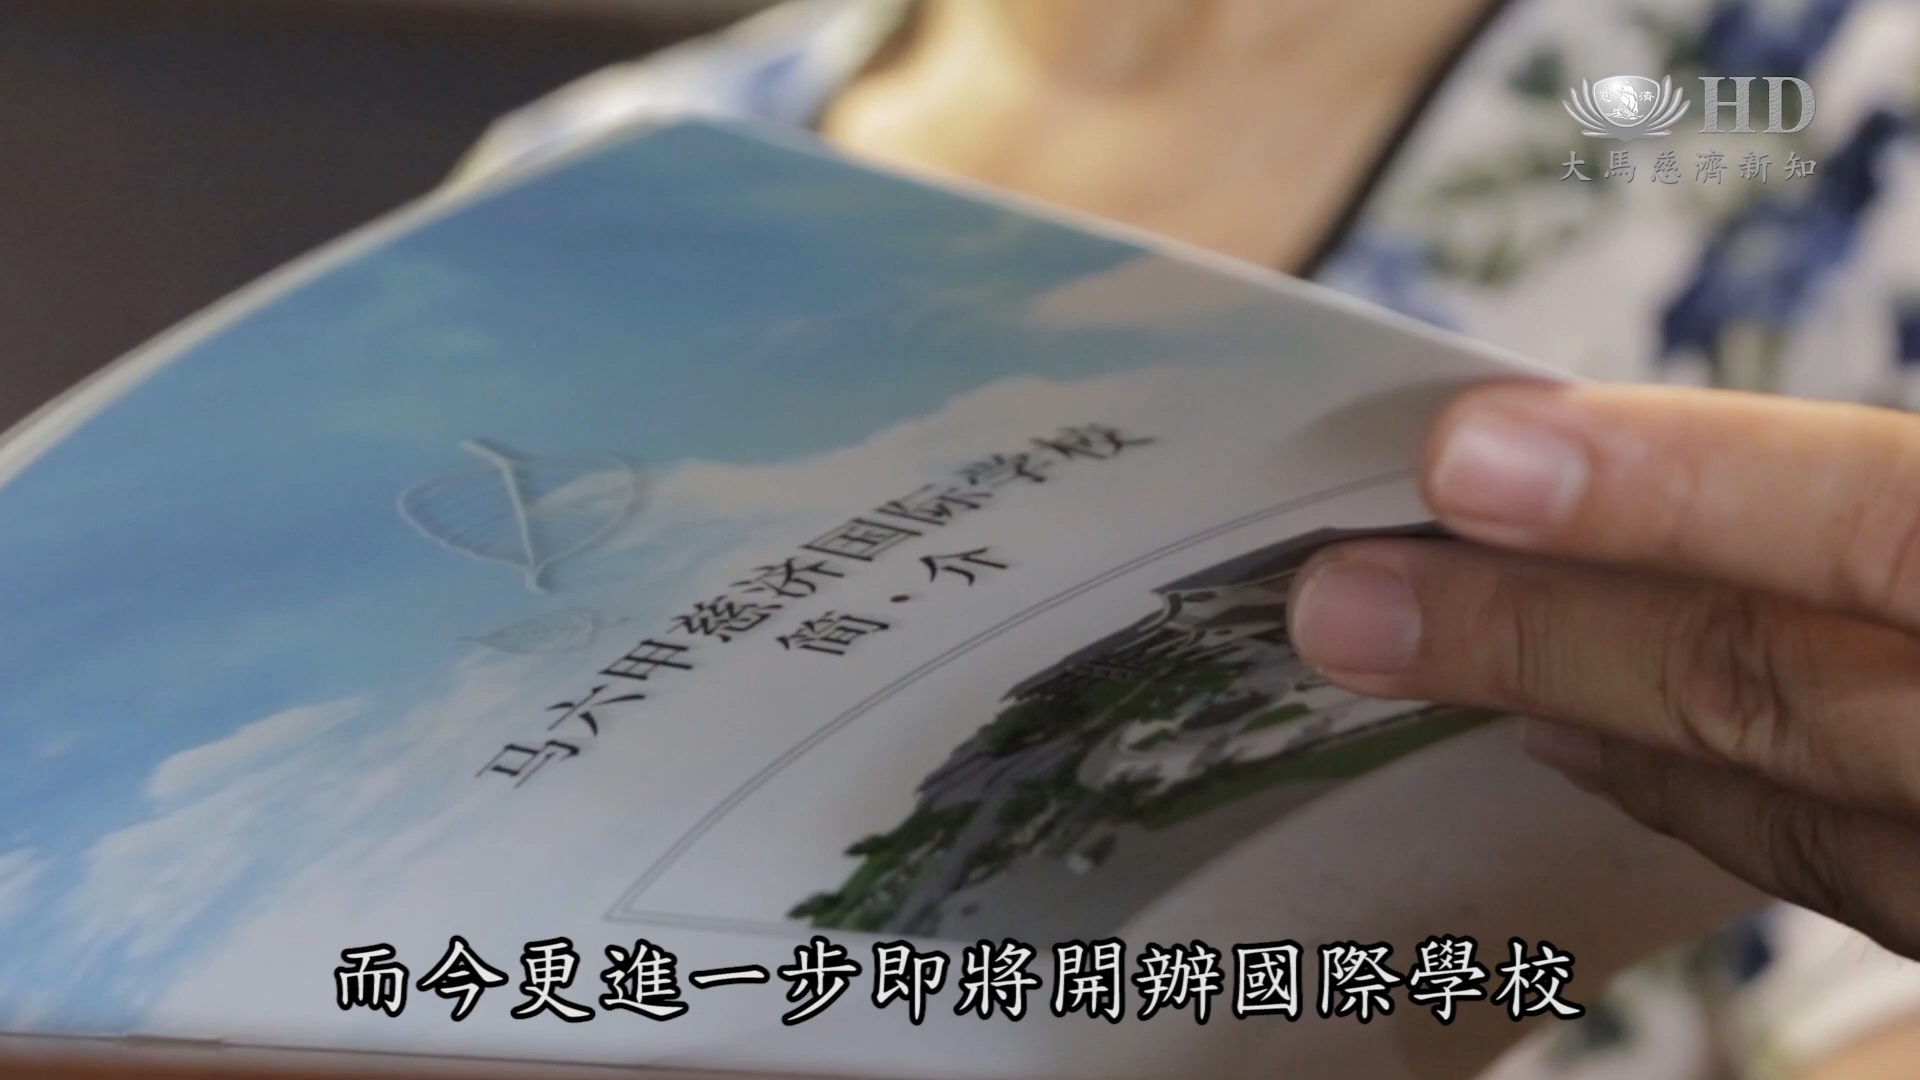 HD
大馬慈濟新知
马六甲慈济国际学校
简·介
而今更進一步即將開辦國際學校